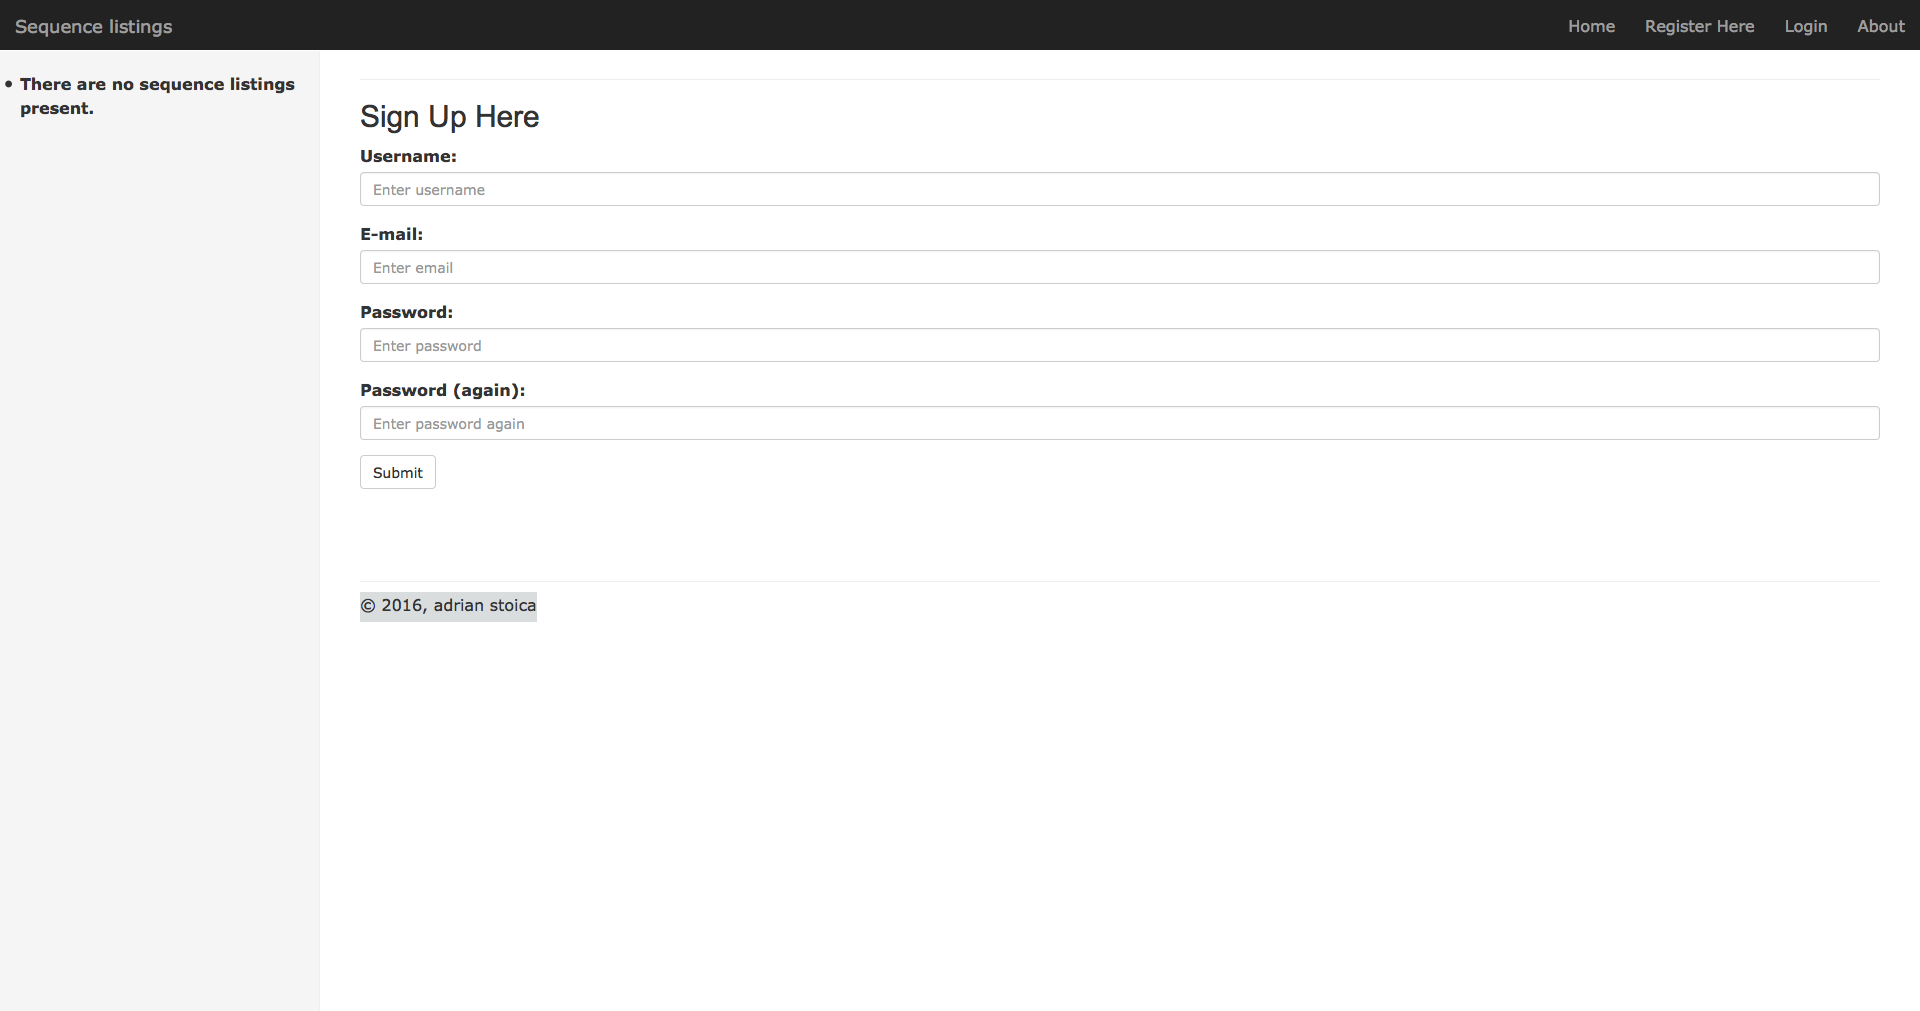 Sequence listings
Home
Register Here
Login
About
There are no sequence listings
present.
Sign Up Here
Username:
Enter username
E-mail:
Enter email
Password:
Enter password
Password (again):
Enter password again
Submit
© 2016, adrian stoica